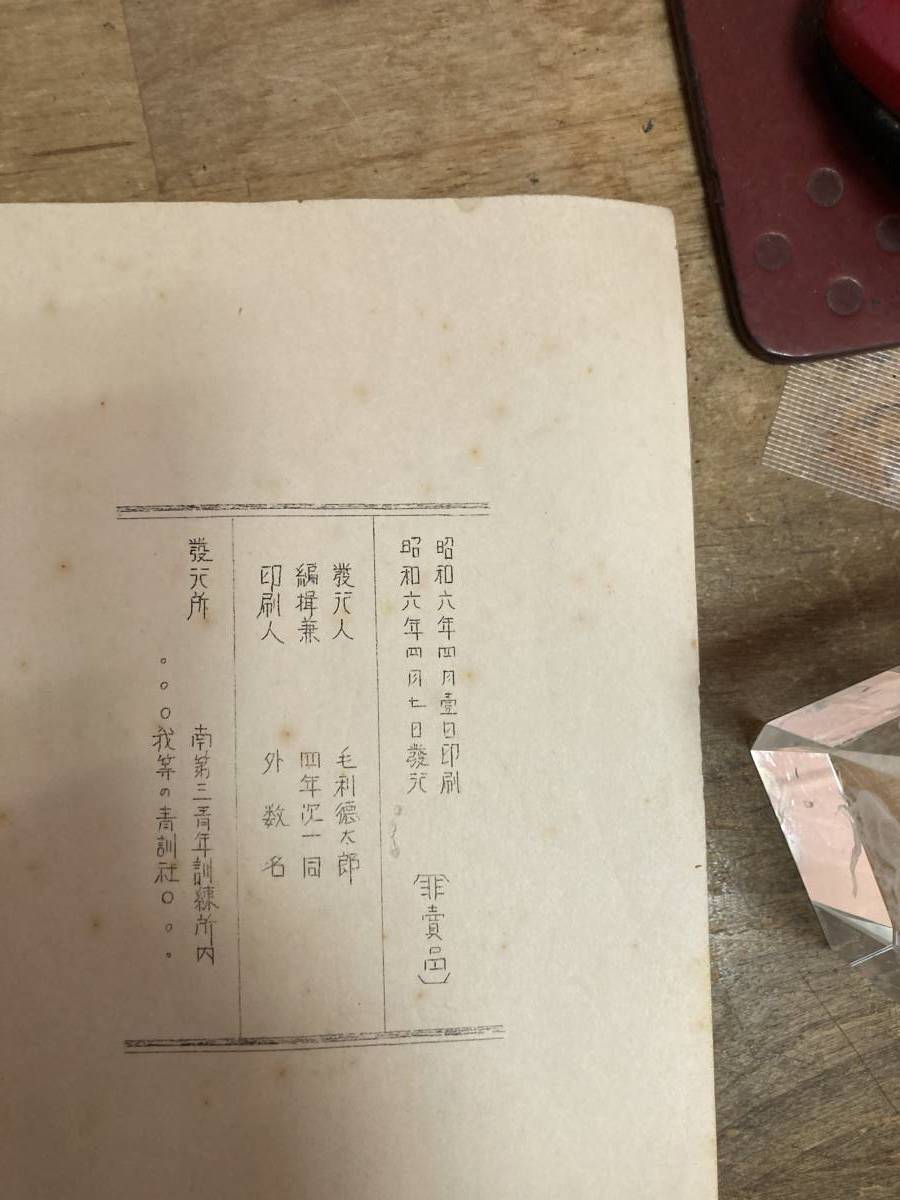 昭和六年四月壹日印刷
昭和六年四月七日發行
(非賣品)
發行人 毛利德太郎
編揖兼 四年次一同
印刷人 外数名
發行所 南第三青年訓練所内
。。○我等の青訓社○。。